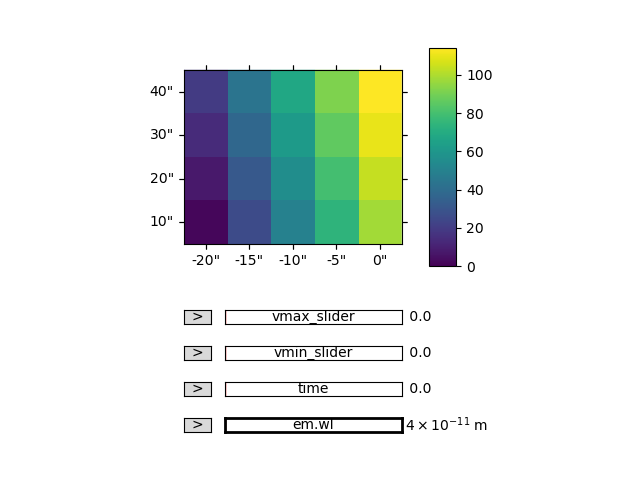 40"
30"
20"
10"
-20" -15" -10" -5" 0"
100
80
60
40
20
0
> vmax_slider 0.0
> vmin_slider 0.0
> time 0.0
> em.wl 4 × 10⁻¹¹ m